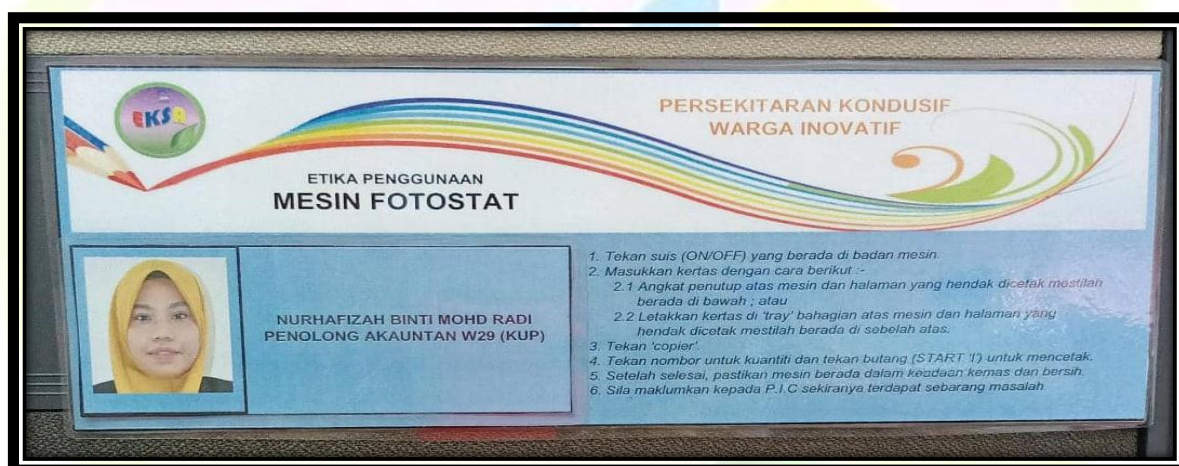 EKSA
PERSEKITARAN KONDUSIF
WARGA INOVATIF
ETIKA PENGGUNAAN
MESIN FOTOSTAT
NURHAFIZAH BINTI MOHD RADI
PENOLONG AKAUNTAN W29 (KUP)
1. Tekan suis (ON/OFF) yang berada di badan mesin.
2. Masukkan kertas dengan cara berikut :-
2.1 Angkat penutup atas mesin dan halaman yang hendak dicetak mestilah
berada di bawah ; atau
2.2 Letakkan kertas di 'tray' bahagian atas mesin dan halaman yang
hendak dicetak mestilah berada di sebelah atas.
3. Tekan 'copier'.
4. Tekan nombor untuk kuantiti dan tekan butang (START 'I') untuk mencetak.
5. Setelah selesai, pastikan mesin berada dalam keadaan kemas dan bersih.
6. Sila maklumkan kepada P.I.C sekiranya terdapat sebarang masalah.